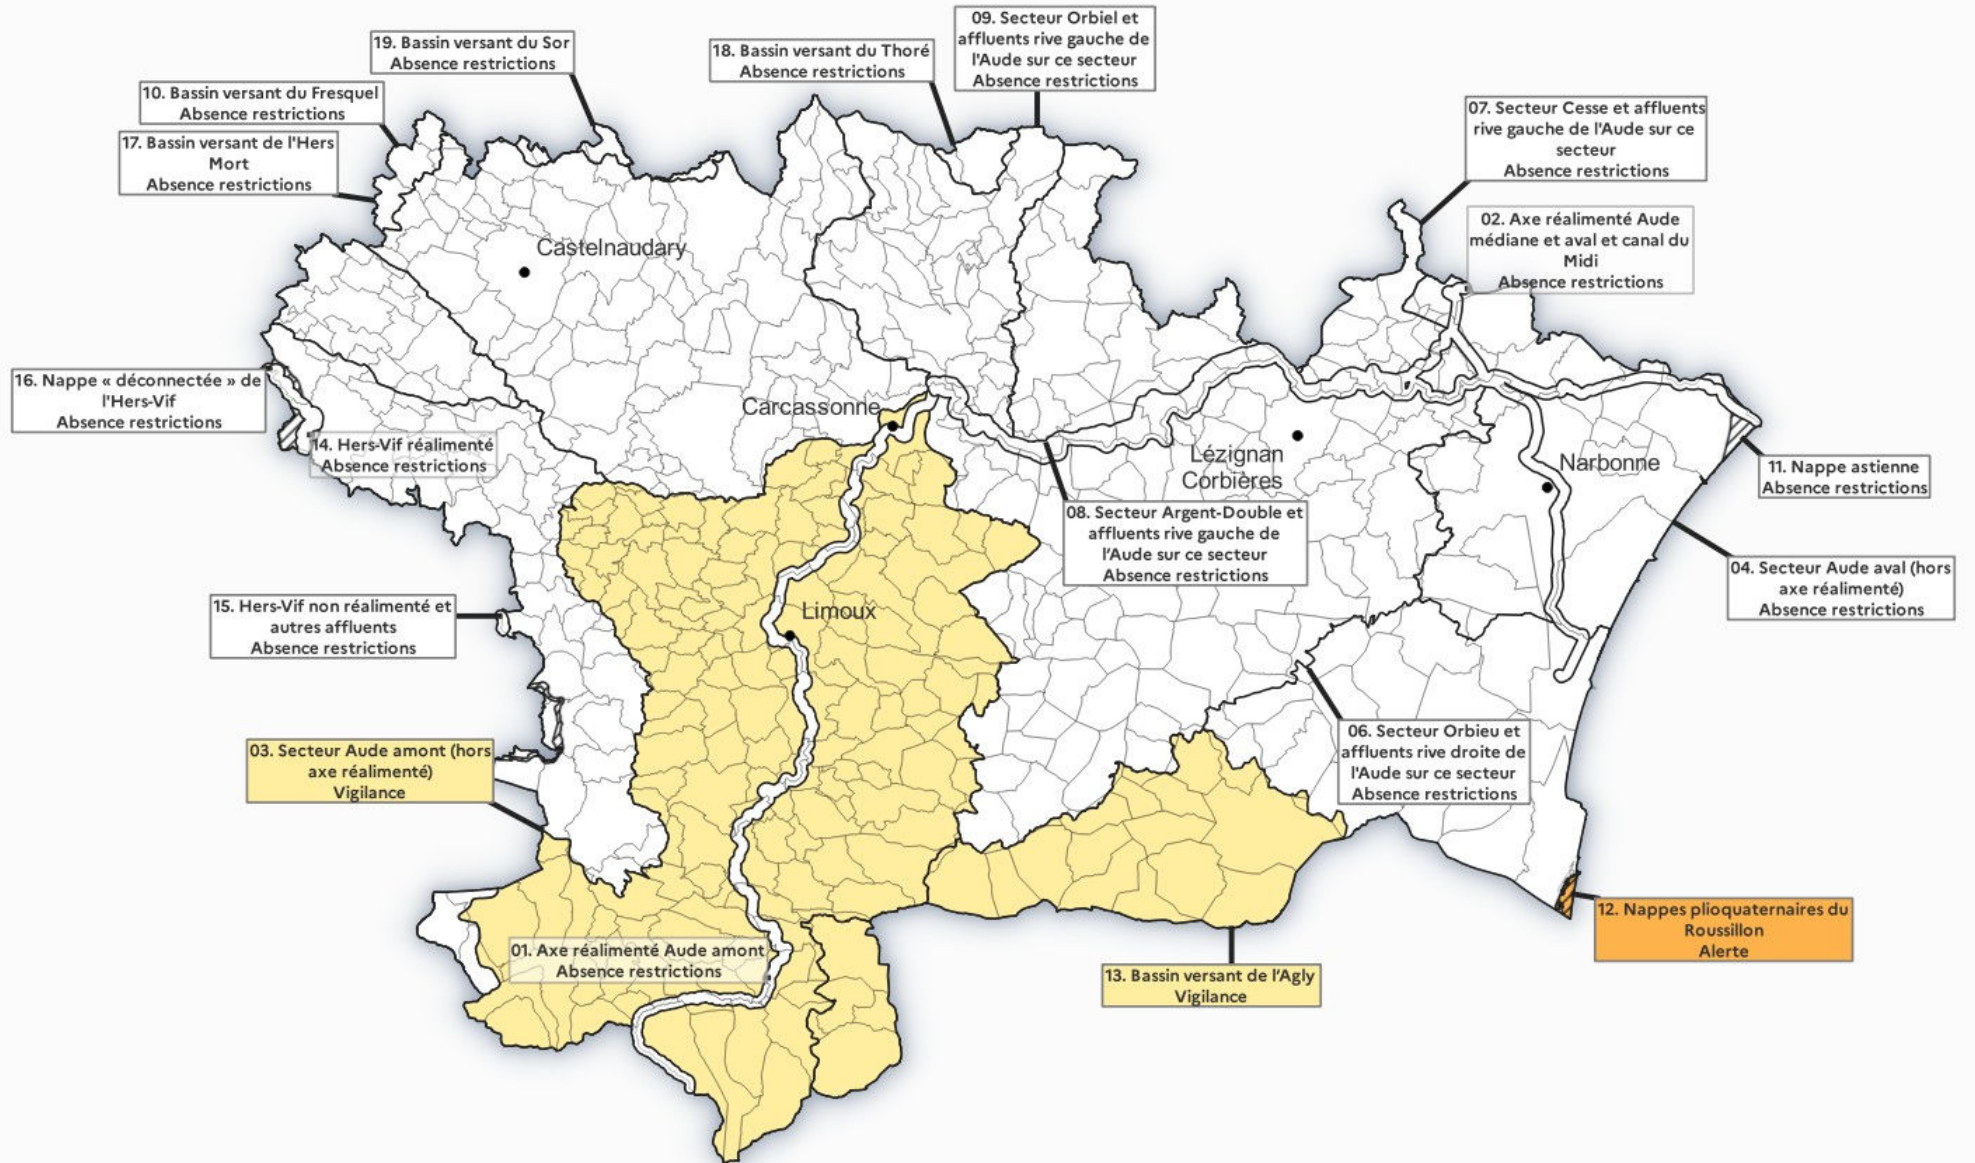 09. Secteur Orbiel et
affluents rive gauche de
l'Aude sur ce secteur
Absence restrictions
19. Bassin versant du Sor
Absence restrictions
18. Bassin versant du Thoré
Absence restrictions
10. Bassin versant du Fresquel
Absence restrictions
07. Secteur Cesse et affluents
rive gauche de l'Aude sur ce
secteur
Absence restrictions
17. Bassin versant de l'Hers
Mort
Absence restrictions
02. Axe réalimenté Aude
médiane et aval et canal du
Midi
Absence restrictions
Castelnaudary
16. Nappe « déconnectée » de
l'Hers-Vif
Absence restrictions
Carcassonne
14. Hers-Vif réalimenté
Absence restrictions
Lézignan
Corbières
Narbonne
11. Nappe astienne
Absence restrictions
08. Secteur Argent-Double et
affluents rive gauche de
l'Aude sur ce secteur
Absence restrictions
04. Secteur Aude aval (hors
axe réalimenté)
Absence restrictions
15. Hers-Vif non réalimenté et
autres affluents
Absence restrictions
Limoux
06. Secteur Orbieu et
affluents rive droite de
l'Aude sur ce secteur
Absence restrictions
03. Secteur Aude amont (hors
axe réalimenté)
Vigilance
12. Nappes plioquaternaires du
Roussillon
Alerte
01. Axe réalimenté Aude amont
Absence restrictions
13. Bassin versant de l'Agly
Vigilance